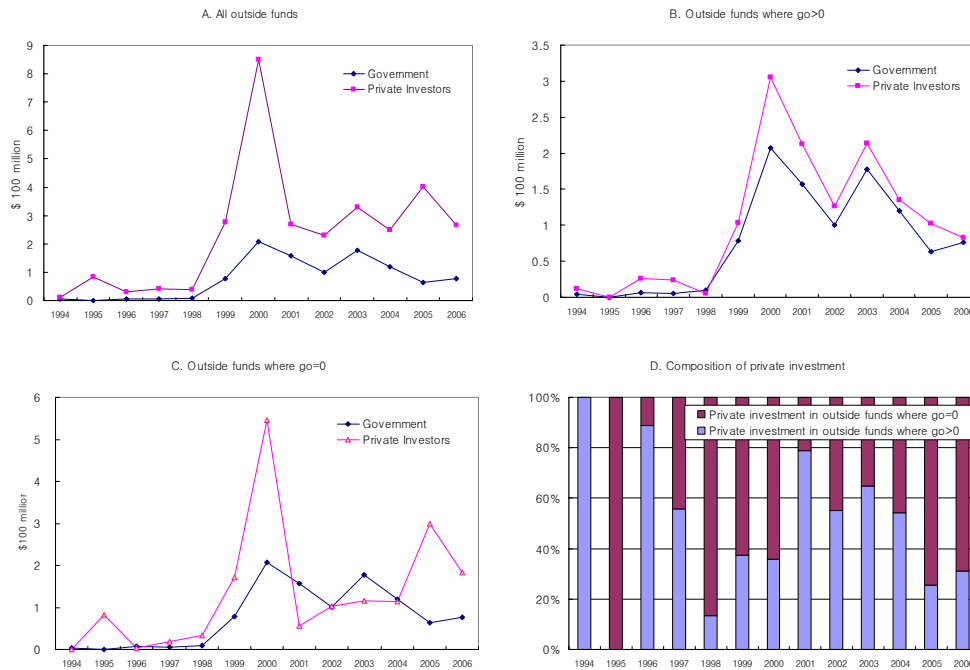 A. All outside funds
9
8
7
6
5
4
3
2
1
0
$ 100 million
Government
Private Investors
1994 1995 1996 1997 1998 1999 2000 2001 2002 2003 2004 2005 2006
B. Outside funds where go>0
3.5
3
2.5
2
1.5
1
0.5
0
$ 100 million
Government
Private Investors
1994 1995 1996 1997 1998 1999 2000 2001 2002 2003 2004 2005 2006
C. Outside funds where go=0
6
5
4
3
2
1
0
$100 millior
Government
Private Investors
1994 1995 1996 1997 1998 1999 2000 2001 2002 2003 2004 2005 2006
D. Composition of private investment
100%
80%
60%
40%
20%
0%
Private investment in outside funds where go=0
Private investment in outside funds where go>0
1994 1995 1996 1997 1998 1999 2000 2001 2002 2003 2004 2005 2006